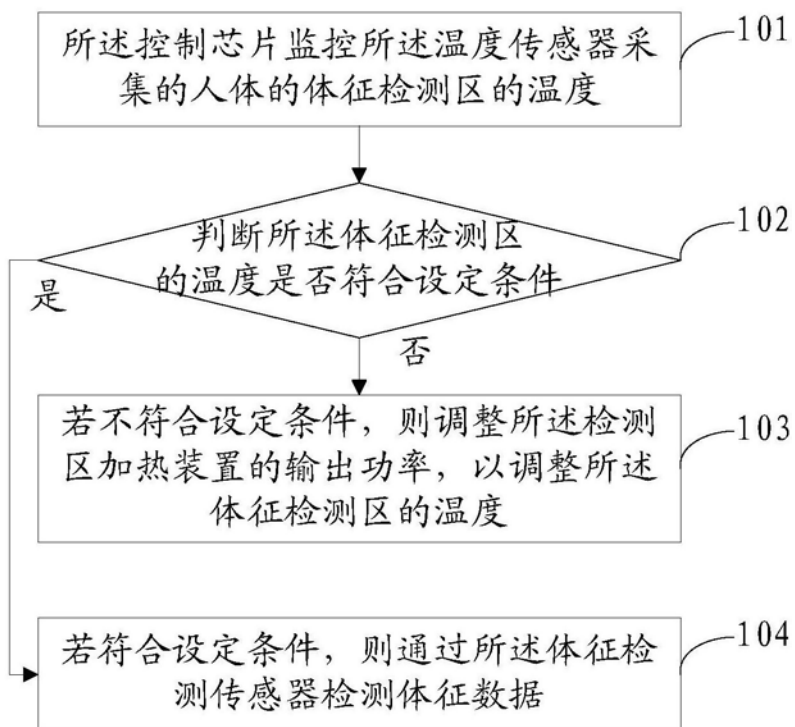 所述控制芯片监控所述温度传感器采
集的人体的体征检测区的温度
101
判断所述体征检测区
的温度是否符合设定条件
102
是
否
若不符合设定条件，则调整所述检测
区加热装置的输出功率，以调整所述
体征检测区的温度
103
若符合设定条件，则通过所述体征检
测传感器检测体征数据
104